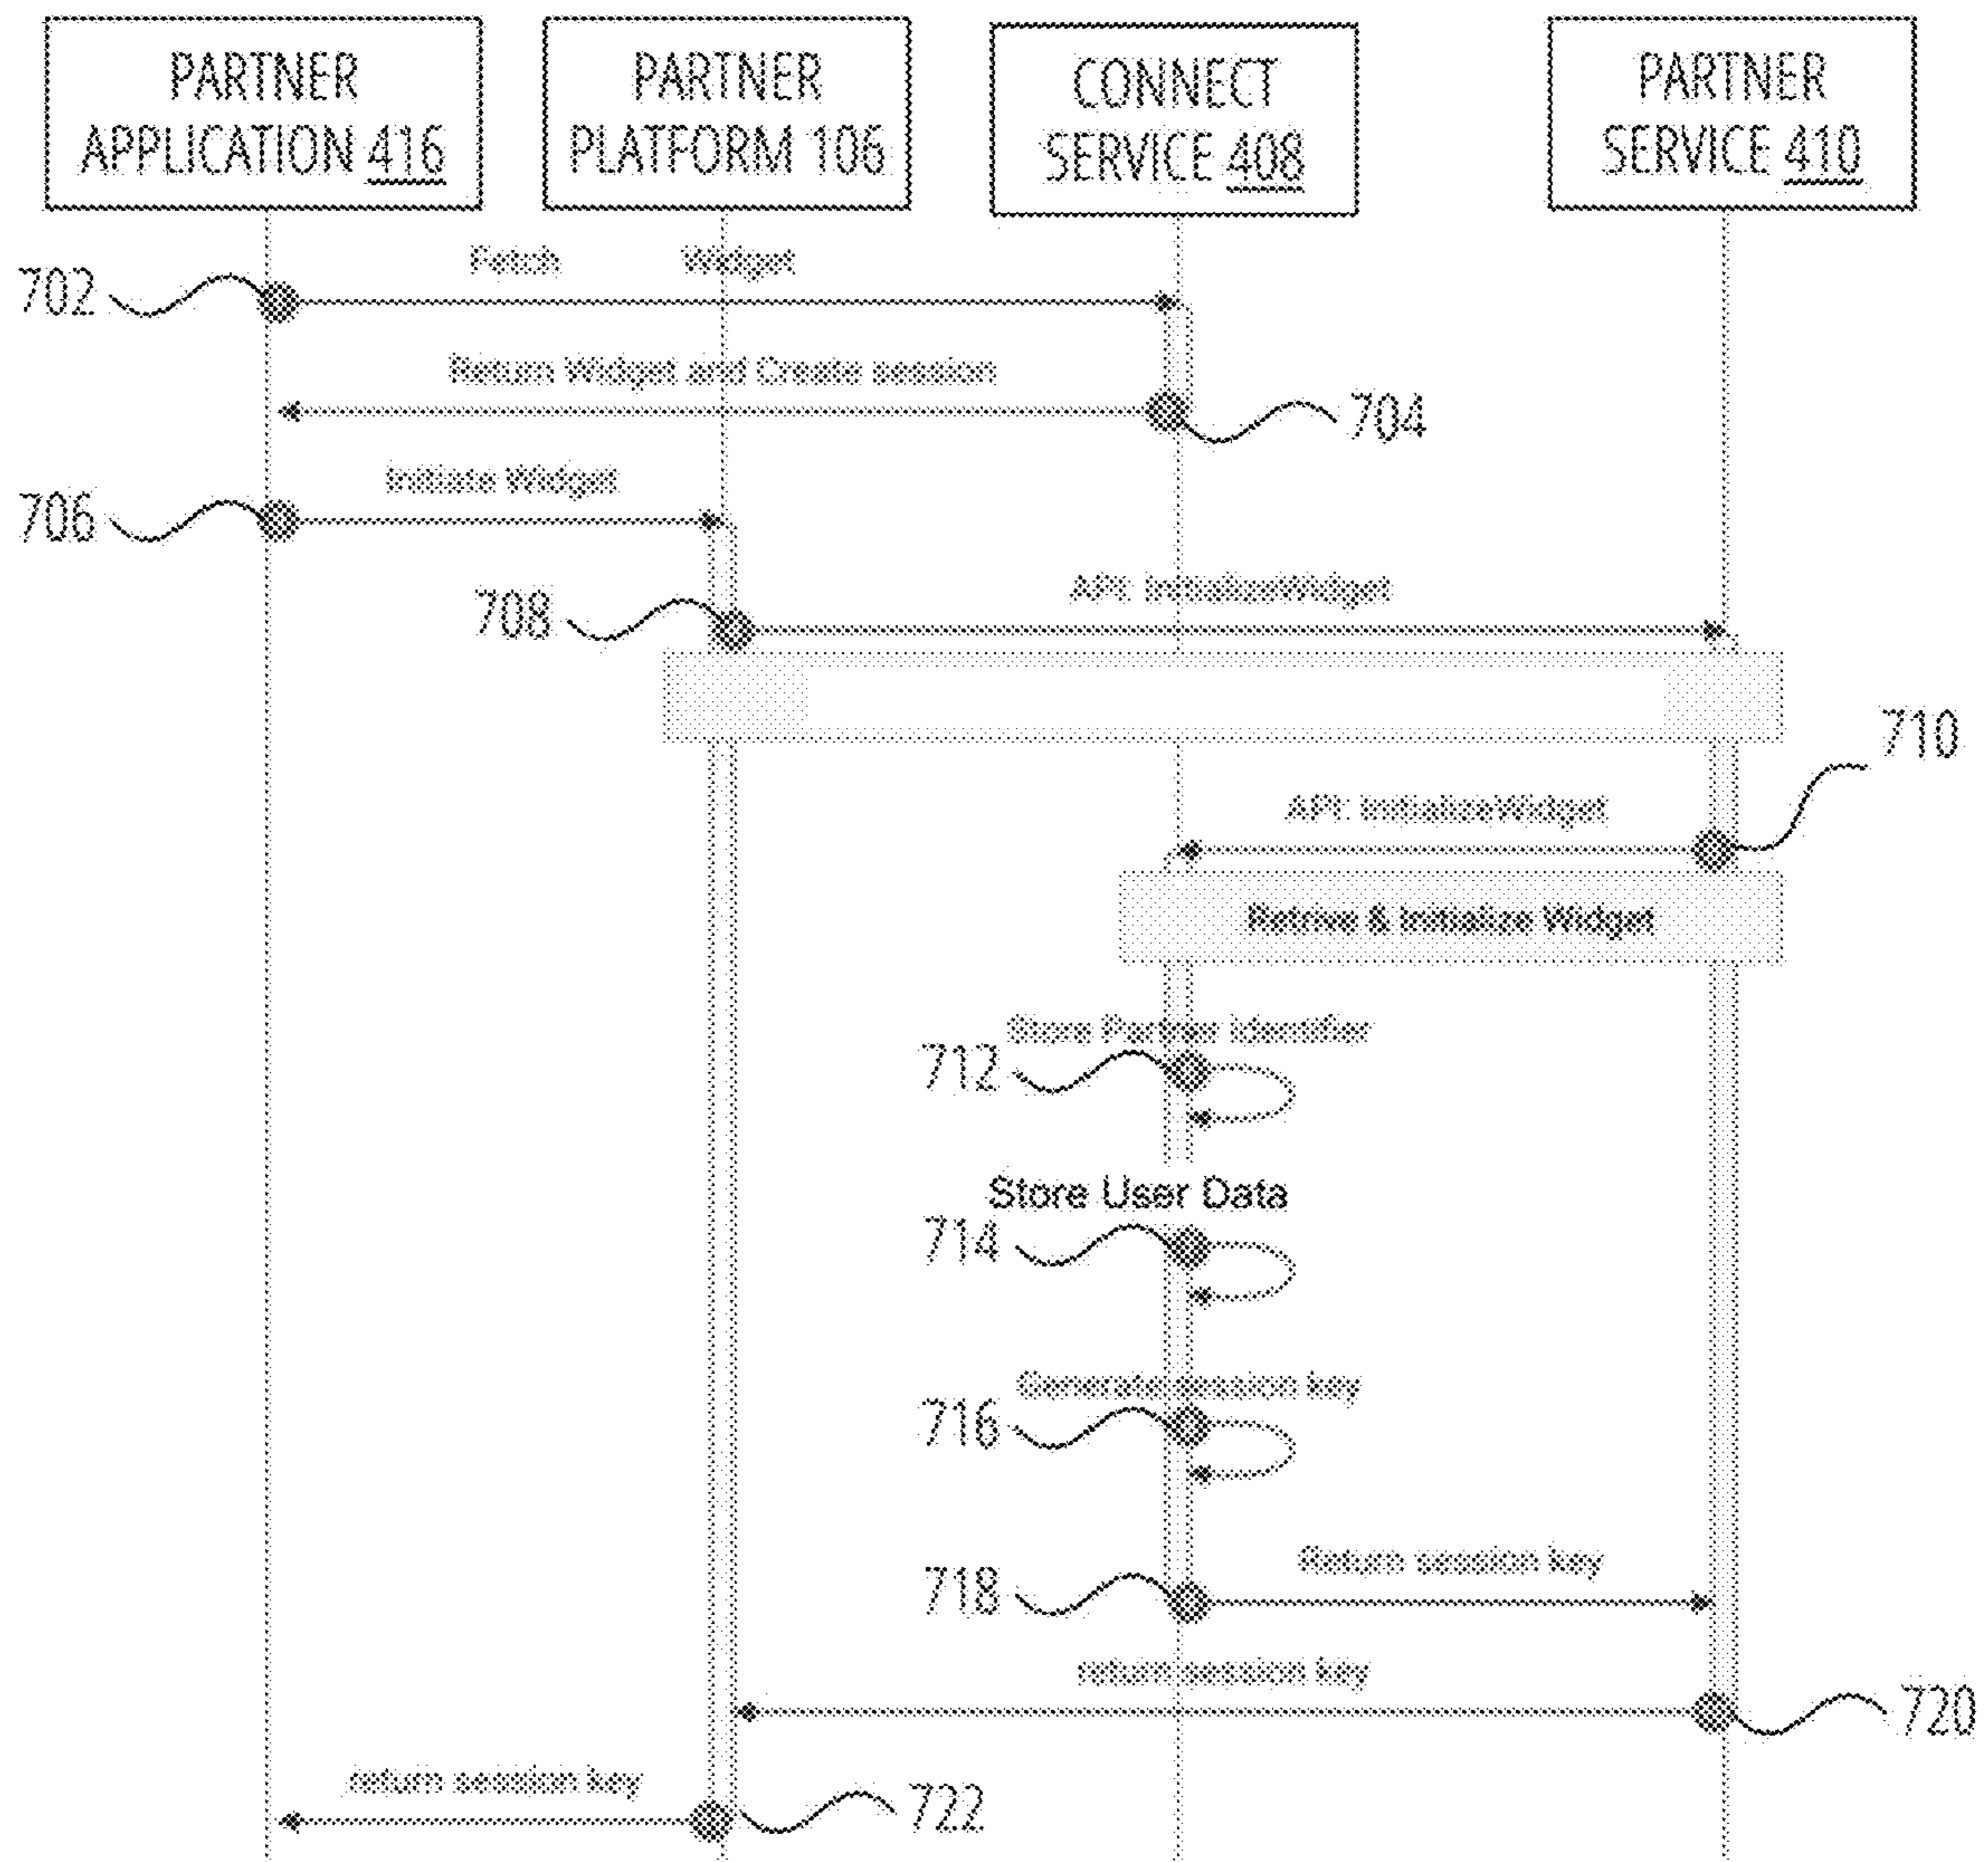 PARTNER
APPLICATION 416
PARTNER
PLATFORM 106
CONNECT
SERVICE 408
PARTNER
SERVICE 410
Fetch Widget
702
Return Widget and Create session
704
Initiate Widget
706
API: InitializeWidget
708
710
API: InitializeWidget
Retrive & Initialize Widget
Store Partner identifier
712
Store User Data
714
Generate session key
716
Return session key
718
return session key
720
return session key
722